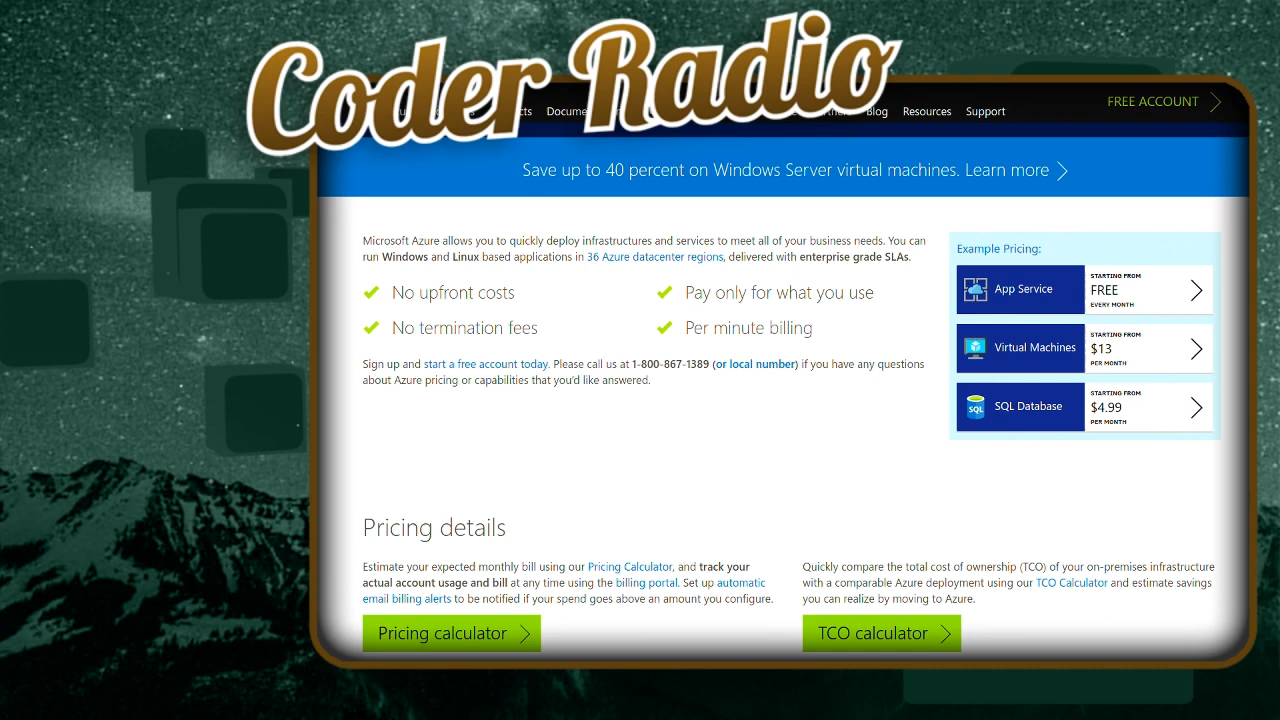 Coder Radio
Blog Resources Support
FREE ACCOUNT
Save up to 40 percent on Windows Server virtual machines. Learn more
Microsoft Azure allows you to quickly deploy infrastructures and services to meet all of your business needs. You can
run Windows and Linux based applications in 36 Azure datacenter regions, delivered with enterprise grade SLAs.
No upfront costs
Pay only for what you use
No termination fees
Per minute billing
Sign up and start a free account today. Please call us at 1-800-867-1389 (or local number) if you have any questions
about Azure pricing or capabilities that you'd like answered.
Example Pricing:
App Service
STARTING FROM
FREE
EVERY MONTH
Virtual Machines
STARTING FROM
$13
PER MONTH
SQL
SQL Database
STARTING FROM
$4.99
PER MONTH
Pricing details
Estimate your expected monthly bill using our Pricing Calculator, and track your
actual account usage and bill at any time using the billing portal. Set up automatic
email billing alerts to be notified if your spend goes above an amount you configure.
Pricing calculator
Quickly compare the total cost of ownership (TCO) of your on-premises infrastructure
with a comparable Azure deployment using our TCO Calculator and estimate savings
you can realize by moving to Azure.
TCO calculator